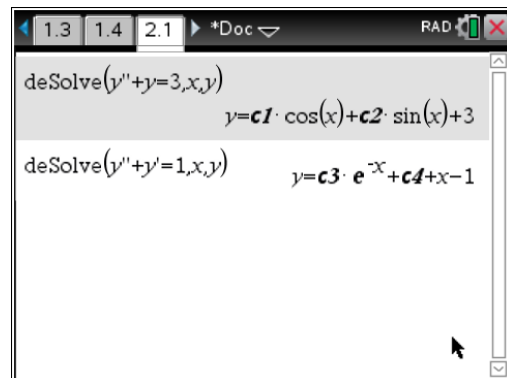 1.3 1.4 2.1 *Doc RAD
deSolve(y''+y=3,x,y)
y=c1· cos(x)+c2· sin(x)+3
deSolve(y''+y'=1,x,y)
y=c3· e^-x+c4+x-1